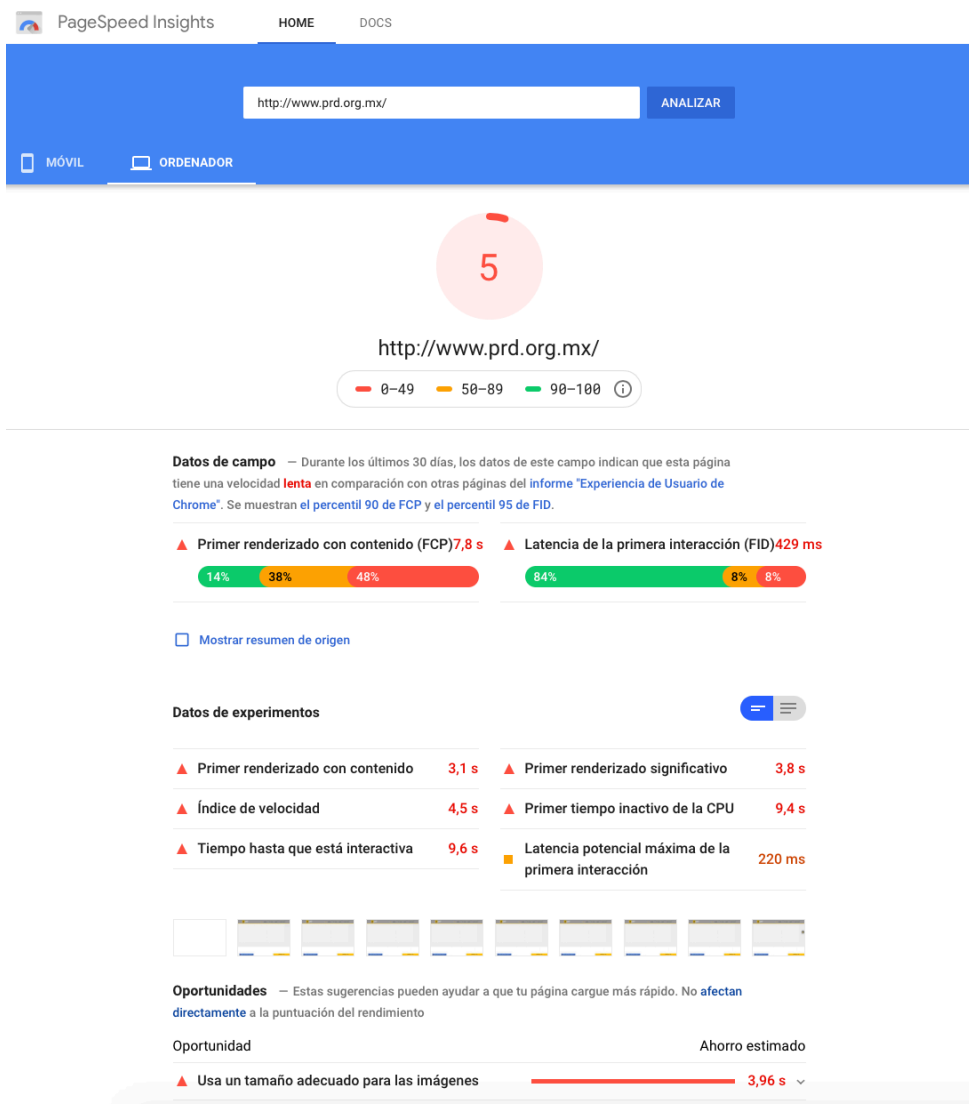 PageSpeed Insights HOME DOCS
http://www.prd.org.mx/ ANALIZAR
MÓVIL ORDENADOR
5
http://www.prd.org.mx/
0–49 50–89 90–100
Datos de campo — Durante los últimos 30 días, los datos de este campo indican que esta página
tiene una velocidad lenta en comparación con otras páginas del informe "Experiencia de Usuario de
Chrome". Se muestran el percentil 90 de FCP y el percentil 95 de FID.
Primer renderizado con contenido (FCP)7,8 s
14% 38% 48%
Latencia de la primera interacción (FID)429 ms
84% 8% 8%
Mostrar resumen de origen
Datos de experimentos
Primer renderizado con contenido 3,1 s
Primer renderizado significativo 3,8 s
Índice de velocidad 4,5 s
Primer tiempo inactivo de la CPU 9,4 s
Tiempo hasta que está interactiva 9,6 s
Latencia potencial máxima de la
primera interacción 220 ms
Oportunidades — Estas sugerencias pueden ayudar a que tu página cargue más rápido. No afectan
directamente a la puntuación del rendimiento
Oportunidad Ahorro estimado
Usa un tamaño adecuado para las imágenes 3,96 s